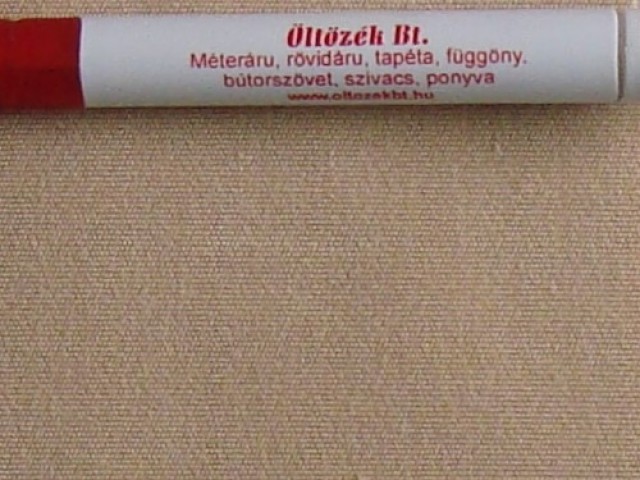 Öltözék Bt.
Méteráru, rövidáru, tapéta, függöny.
bútorszövet, szivacs, ponyva
www.oltozekbt.hu